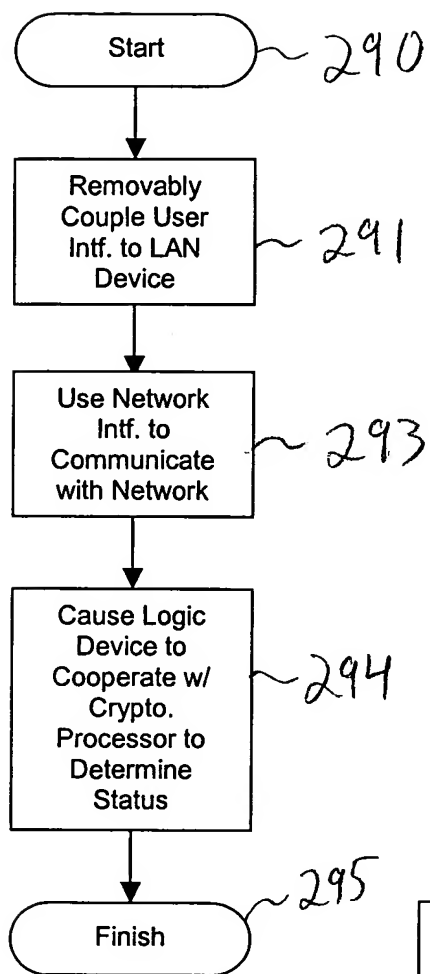 Start
290
Removably
Couple User
Intf. to LAN
Device
291
Use Network
Intf. to
Communicate
with Network
293
Cause Logic
Device to
Cooperate w/
Crypto.
Processor to
Determine
Status
294
Finish
295